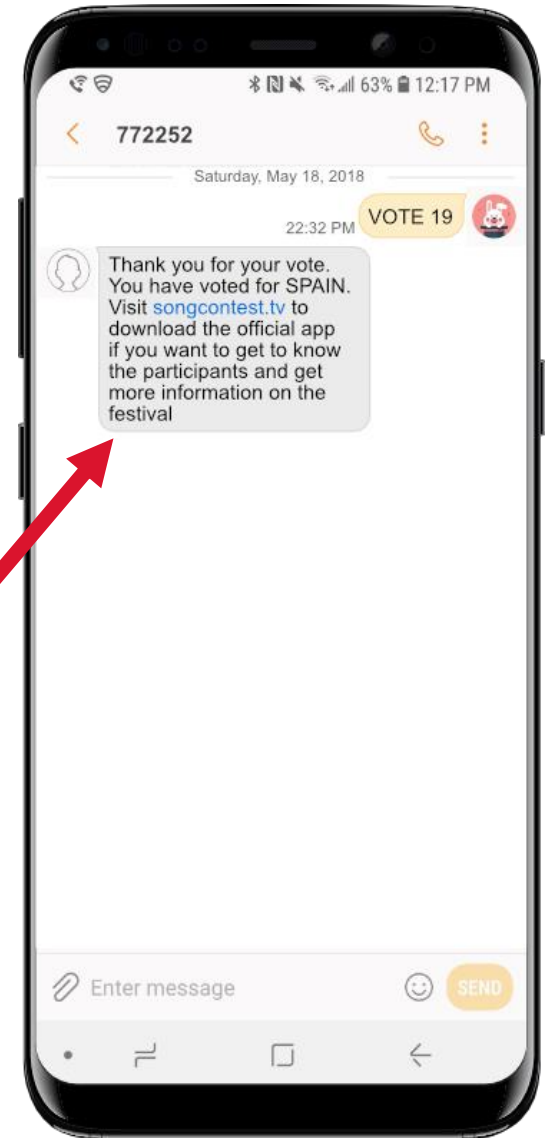 63% 12:17 PM
772252
Saturday, May 18, 2018
22:32 PM VOTE 19
Thank you for your vote.
You have voted for SPAIN.
Visit songcontest.tv to
download the official app
if you want to get to know
the participants and get
more information on the
festival
Enter message SEND